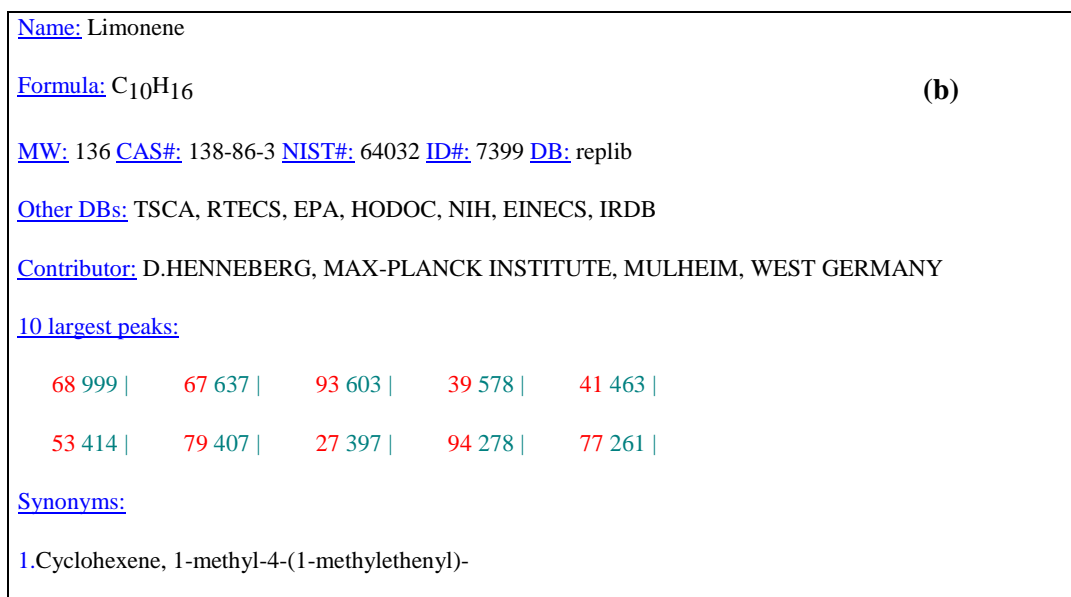 Name: Limonene
Formula: C10H16
(b)
MW: 136 CAS#: 138-86-3 NIST#: 64032 ID#: 7399 DB: replib
Other DBs: TSCA, RTECS, EPA, HODOC, NIH, EINECS, IRDB
Contributor: D.HENNEBERG, MAX-PLANCK INSTITUTE, MULHEIM, WEST GERMANY
10 largest peaks:
68 999 | 67 637 | 93 603 | 39 578 | 41 463 |
53 414 | 79 407 | 27 397 | 94 278 | 77 261 |
Synonyms:
1.Cyclohexene, 1-methyl-4-(1-methylethenyl)-